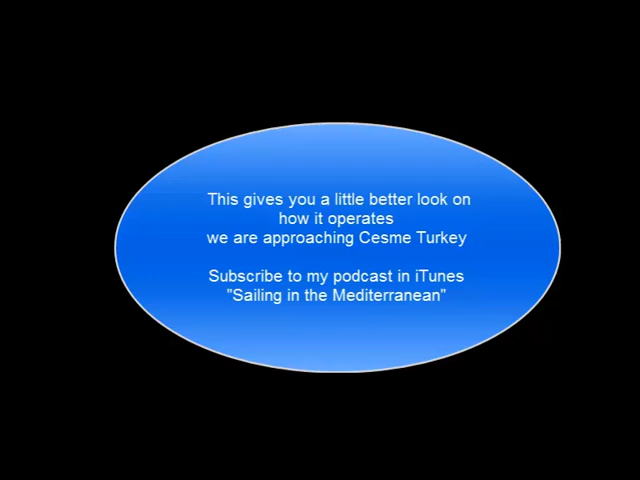 This gives you a little better look on
how it operates
we are approaching Cesme Turkey
Subscribe to my podcast in iTunes
"Sailing in the Mediterranean"